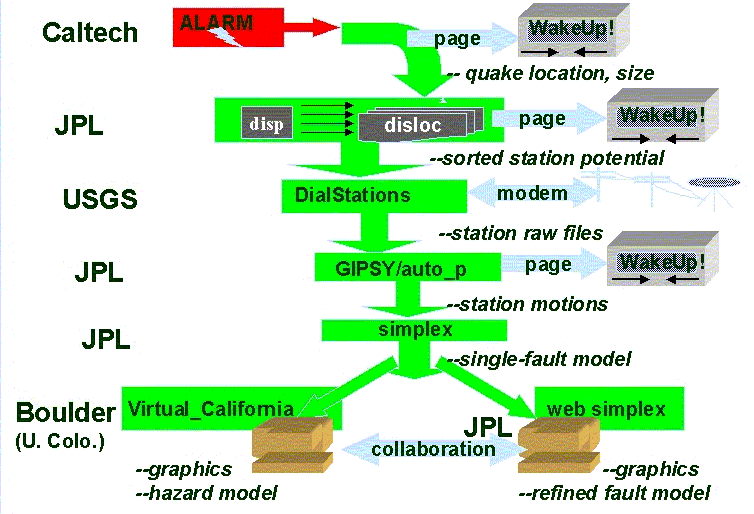 Caltech
ALARM
page
WakeUp!
-- quake location, size
JPL
disp
disloc
page
WakeUp!
--sorted station potential
USGS
DialStations
modem
--station raw files
JPL
GIPSY/auto_p
page
WakeUp!
--station motions
JPL
simplex
--single-fault model
Boulder
(U. Colo.)
Virtual_California
JPL
web simplex
collaboration
--graphics
--hazard model
--graphics
--refined fault model